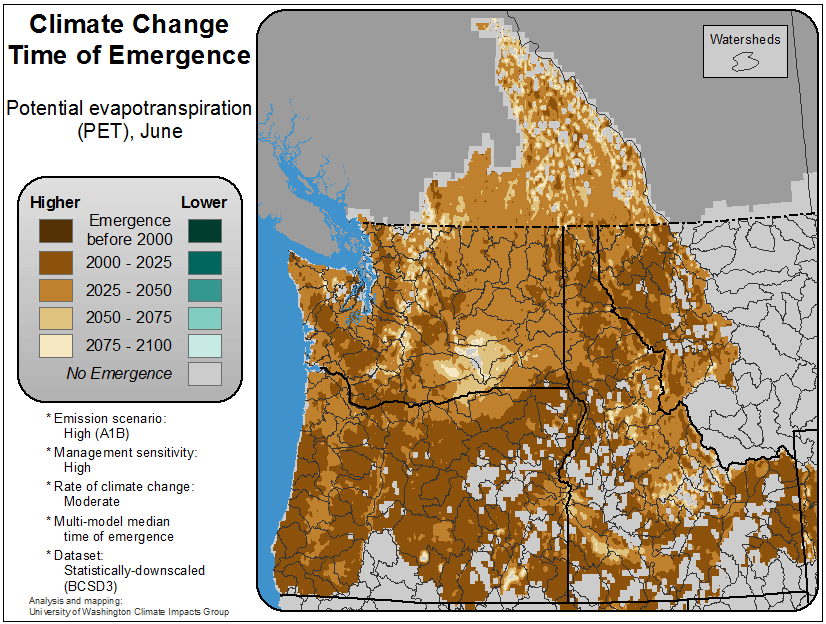 Climate Change
Time of Emergence
Potential evapotranspiration
(PET), June
Watersheds
Higher Lower
Emergence
before 2000
2000 - 2025
2025 - 2050
2050 - 2075
2075 - 2100
No Emergence
* Emission scenario:
High (A1B)
* Management sensitivity:
High
* Rate of climate change:
Moderate
* Multi-model median
time of emergence
* Dataset:
Statistically-downscaled
(BCSD3)
Analysis and mapping:
University of Washington Climate Impacts Group